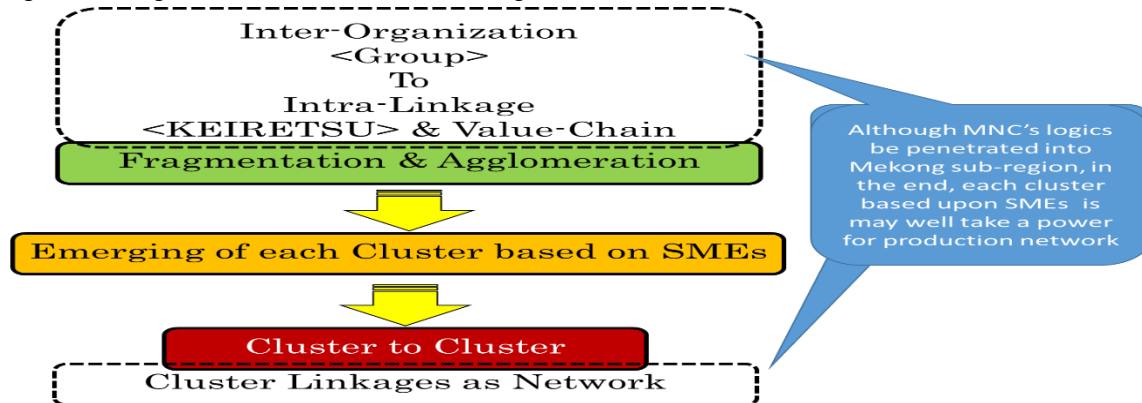 Inter-Organization
<Group>
To
Intra-Linkage
<KEIRETSU> & Value-Chain
Fragmentation & Agglomeration
Emerging of each Cluster based on SMEs
Cluster to Cluster
Cluster Linkages as Network
Although MNC's logics
be penetrated into
Mekong sub-region, in
the end, each cluster
based upon SMEs is
may well take a power
for production network